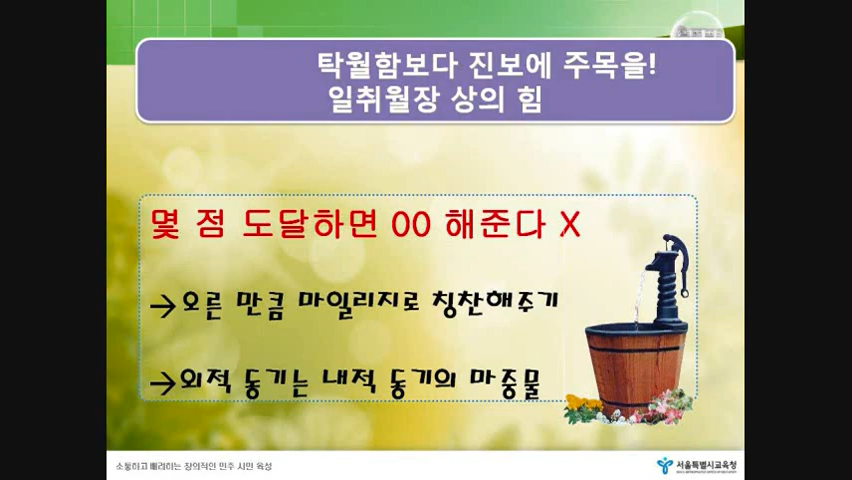 탁월함보다 진보에 주목을!
일취월장 상의 힘
몇 점 도달하면 00 해준다 X
→오른 만큼 마일리지로 칭찬해주기
→외적 동기는 내적 동기의 마중물
소통하고 배려하는 창의적인 민주 시민 육성
서울특별시교육청